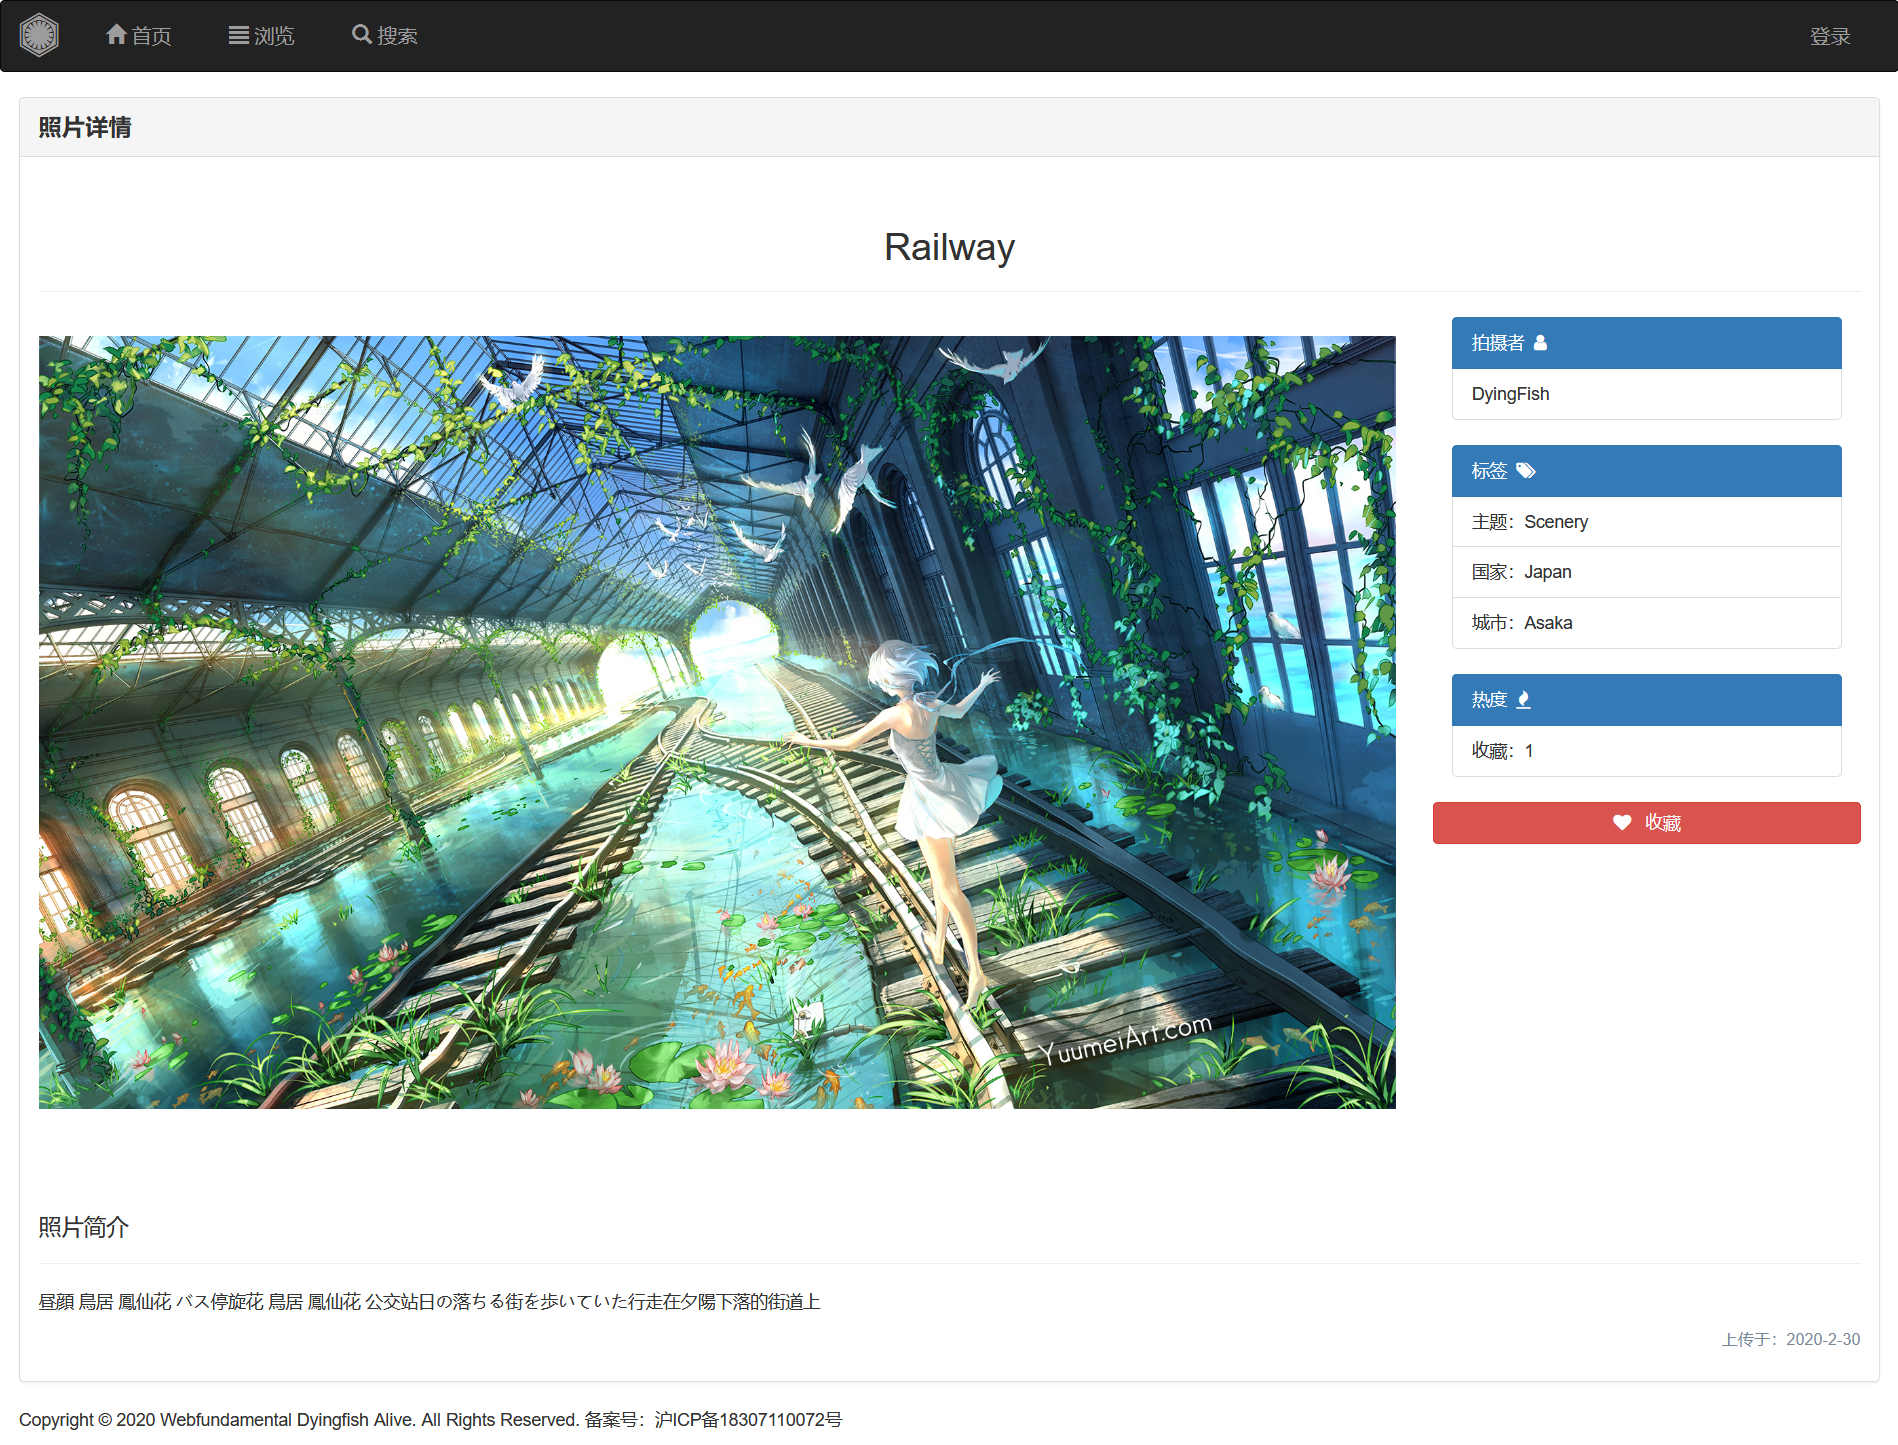 首页 浏览 搜索 登录
照片详情
Railway
拍摄者
DyingFish
标签
主题：Scenery
国家：Japan
城市：Asaka
热度
收藏：1
收藏
YuumeiArt.com
照片简介
昼顔 鳥居 鳳仙花 バス停旋花 鳥居 鳳仙花 公交站日の落ちる街を歩いていた行走在夕陽下落的街道上
上传于：2020-2-30
Copyright © 2020 Webfundamental Dyingfish Alive. All Rights Reserved. 备案号：沪ICP备18307110072号